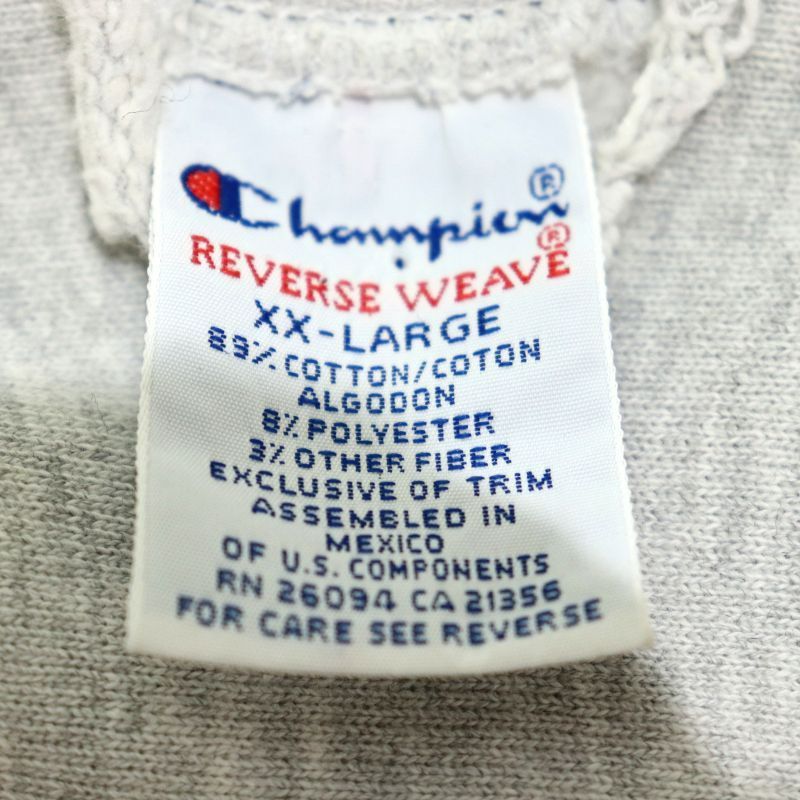 Champion®
REVERSE WEAVE®
XX-LARGE
89% COTTON/COTON
ALGODON
8% POLYESTER
3% OTHER FIBER
EXCLUSIVE OF TRIM
ASSEMBLED IN
MEXICO
OF U.S. COMPONENTS
RN 26094 CA 21356
FOR CARE SEE REVERSE